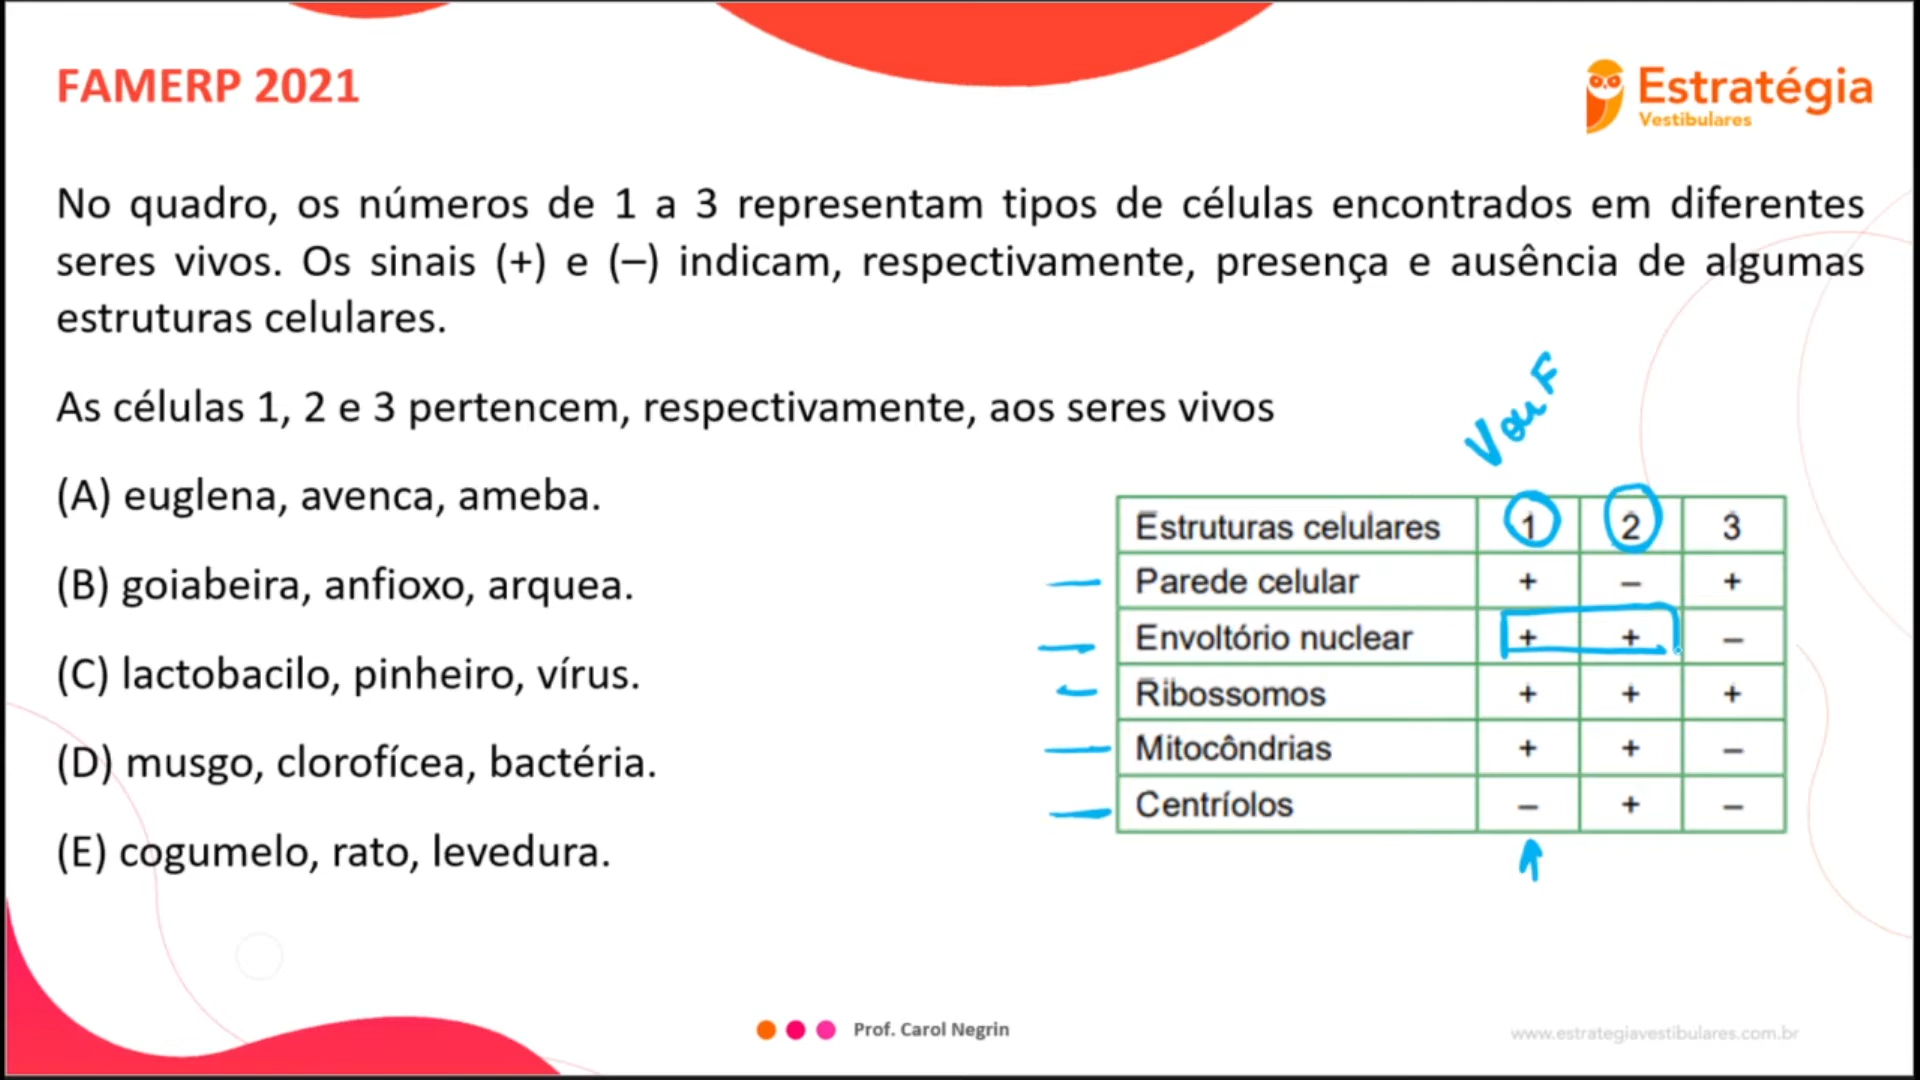 FAMERP 2021
Estratégia
Vestibulares
No quadro, os números de 1 a 3 representam tipos de células encontrados em diferentes
seres vivos. Os sinais (+) e (–) indicam, respectivamente, presença e ausência de algumas
estruturas celulares.
As células 1, 2 e 3 pertencem, respectivamente, aos seres vivos
(A) euglena, avenca, ameba.
(B) goiabeira, anfioxo, arquea.
(C) lactobacilo, pinheiro, vírus.
(D) musgo, clorofícea, bactéria.
(E) cogumelo, rato, levedura.
V ou F
Estruturas celulares 1 2 3
Parede celular + – +
Envoltório nuclear + + –
Ribossomos + + +
Mitocôndrias + + –
Centríolos – + –
Prof. Carol Negrin
www.estrategiavestibulares.com.br